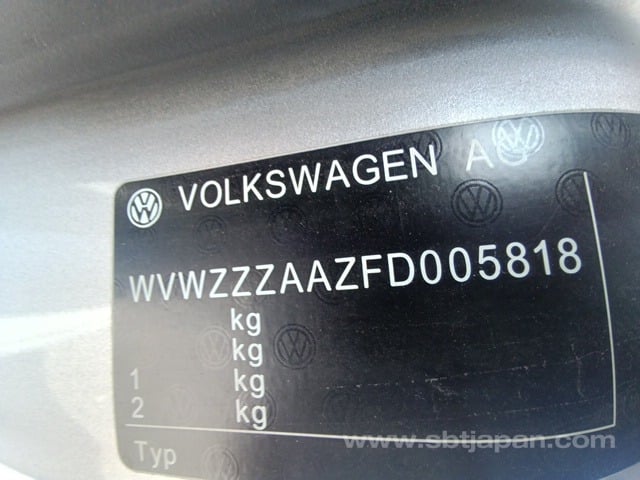 VOLKSWAGEN AG
WVWZZZAAZFD005818
kg
kg
1 kg
2 kg
Typ
www.sbtjapan.com